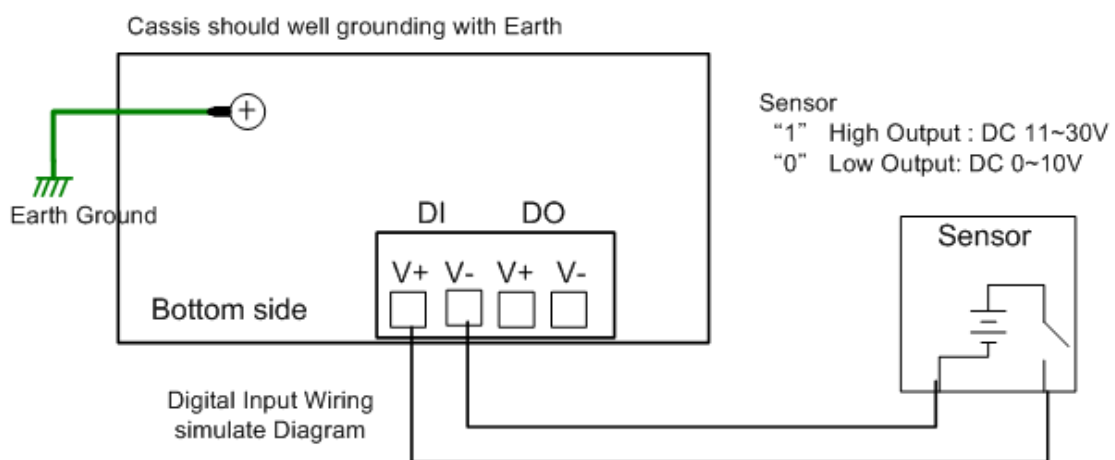 Cassis should well grounding with Earth
Sensor
“1” High Output : DC 11~30V
“0” Low Output: DC 0~10V
Earth Ground
DI DO
V+ V- V+ V-
Bottom side
Sensor
Digital Input Wiring
simulate Diagram